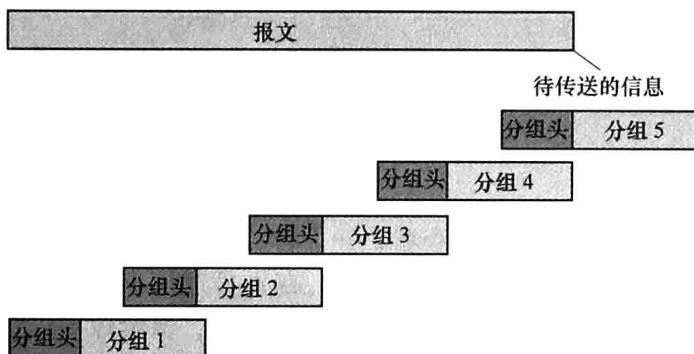 报文
待传送的信息
分组头 分组 5
分组头 分组 4
分组头 分组 3
分组头 分组 2
分组头 分组 1